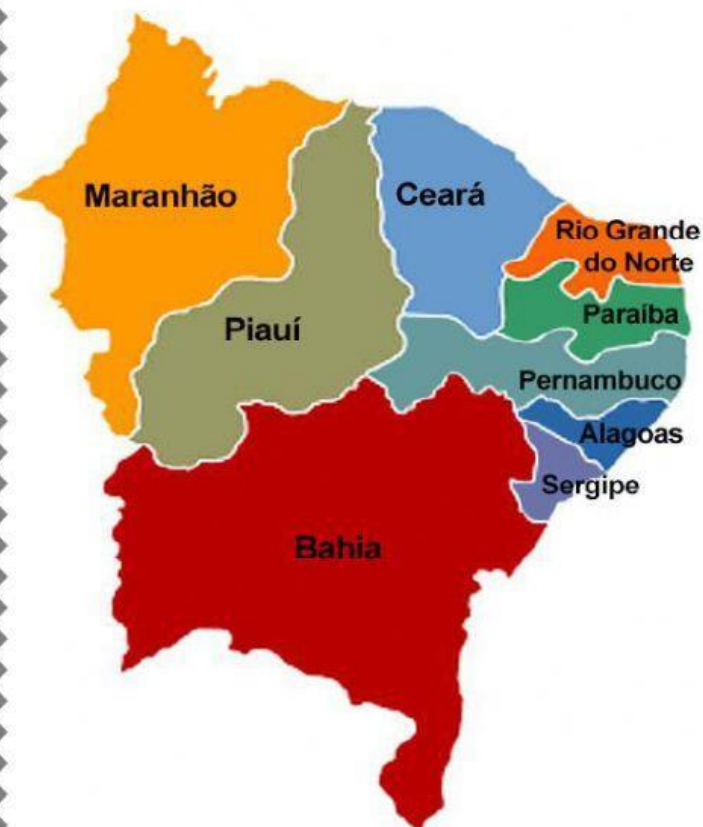 Maranhão
Ceará
Rio Grande
do Norte
Piauí
Paraíba
Pernambuco
Alagoas
Sergipe
Bahia